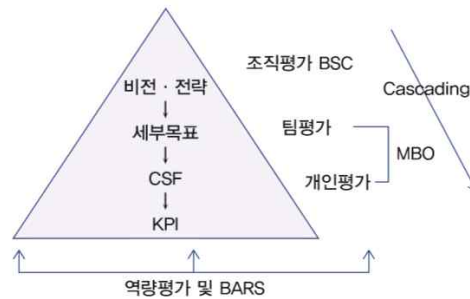 조직평가 BSC
비전 · 전략
Cascading
세부목표
팀평가
MBO
CSF
개인평가
KPI
역량평가 및 BARS